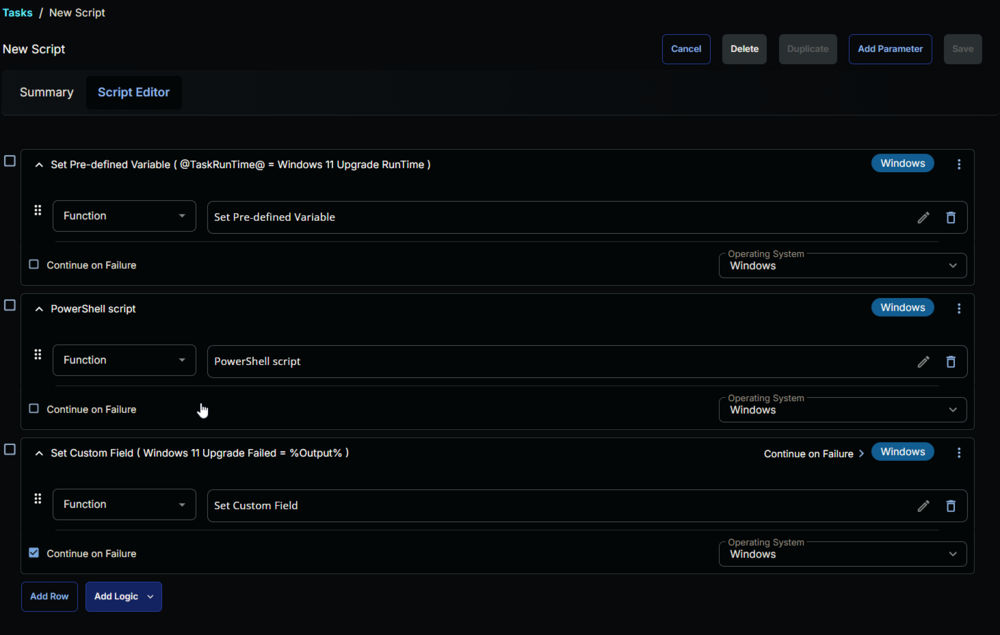 Tasks / New Script
New Script
Cancel Delete Duplicate Add Parameter Save
Summary Script Editor
Set Pre-defined Variable ( @TaskRunTime@ = Windows 11 Upgrade RunTime ) Windows
Function Set Pre-defined Variable
Continue on Failure Operating System
Windows
PowerShell script Windows
Function PowerShell script
Continue on Failure Operating System
Windows
Set Custom Field ( Windows 11 Upgrade Failed = %Output% ) Continue on Failure > Windows
Function Set Custom Field
Continue on Failure Operating System
Windows
Add Row Add Logic